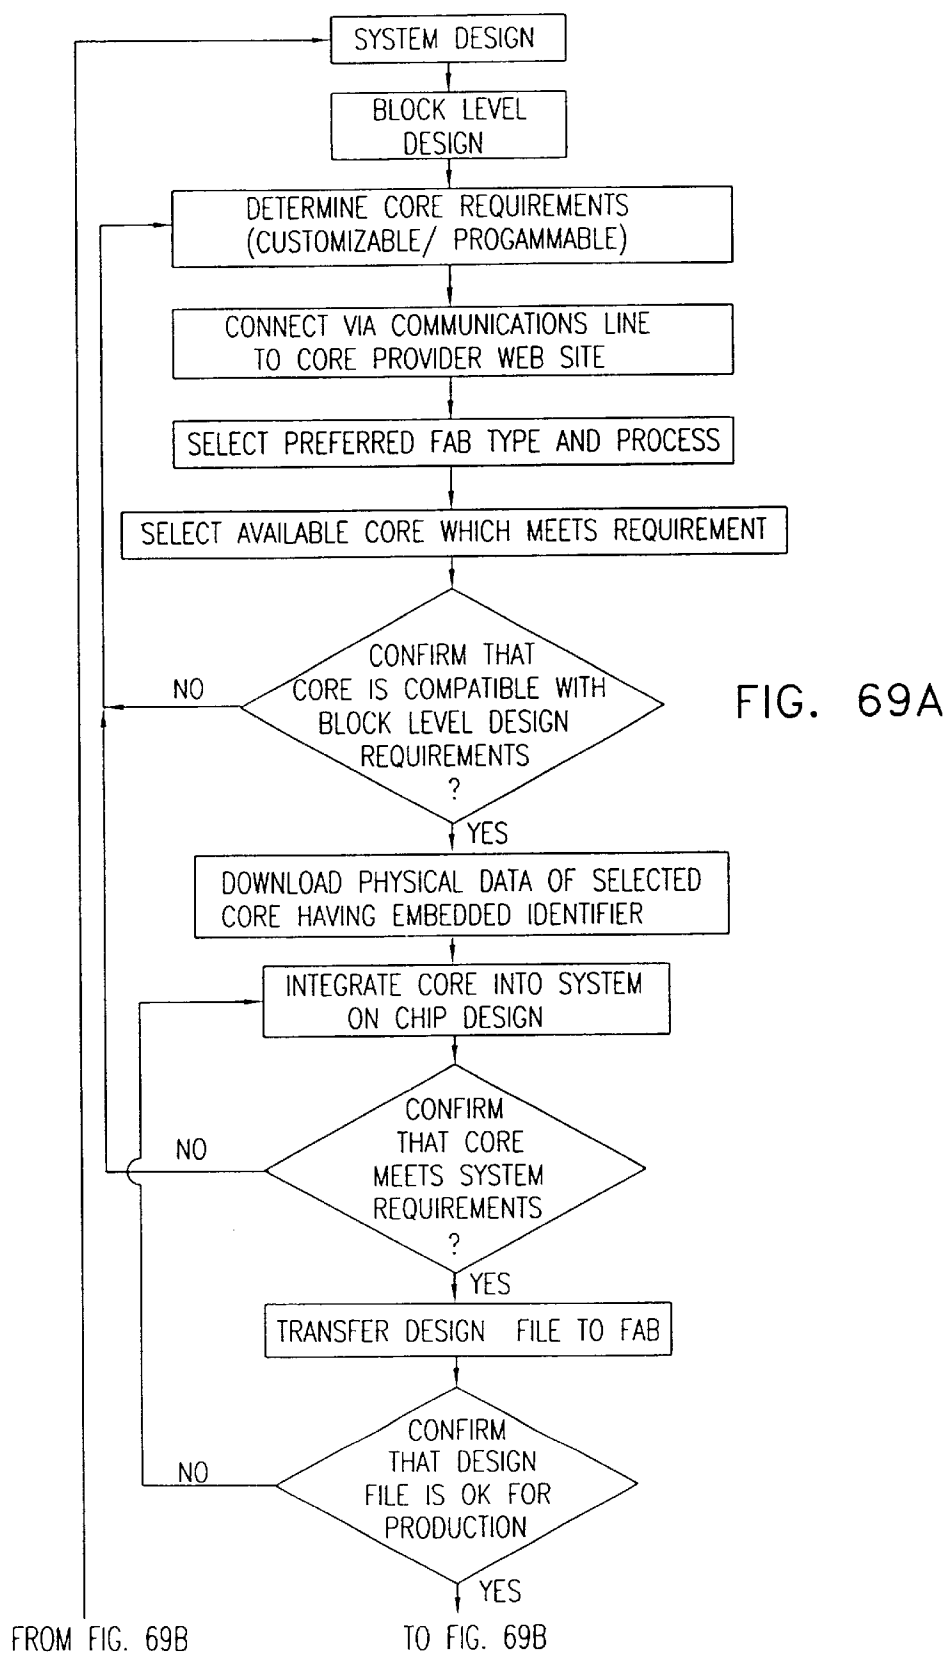 SYSTEM DESIGN
BLOCK LEVEL
DESIGN
DETERMINE CORE REQUIREMENTS
(CUSTOMIZABLE/ PROGAMMABLE)
CONNECT VIA COMMUNICATIONS LINE
TO CORE PROVIDER WEB SITE
SELECT PREFERRED FAB TYPE AND PROCESS
SELECT AVAILABLE CORE WHICH MEETS REQUIREMENT
CONFIRM THAT
CORE IS COMPATIBLE WITH
BLOCK LEVEL DESIGN
REQUIREMENTS
?
NO
FIG. 69A
YES
DOWNLOAD PHYSICAL DATA OF SELECTED
CORE HAVING EMBEDDED IDENTIFIER
INTEGRATE CORE INTO SYSTEM
ON CHIP DESIGN
CONFIRM
THAT CORE
MEETS SYSTEM
REQUIREMENTS
?
NO
YES
TRANSFER DESIGN FILE TO FAB
CONFIRM
THAT DESIGN
FILE IS OK FOR
PRODUCTION
NO
YES
FROM FIG. 69B
TO FIG. 69B